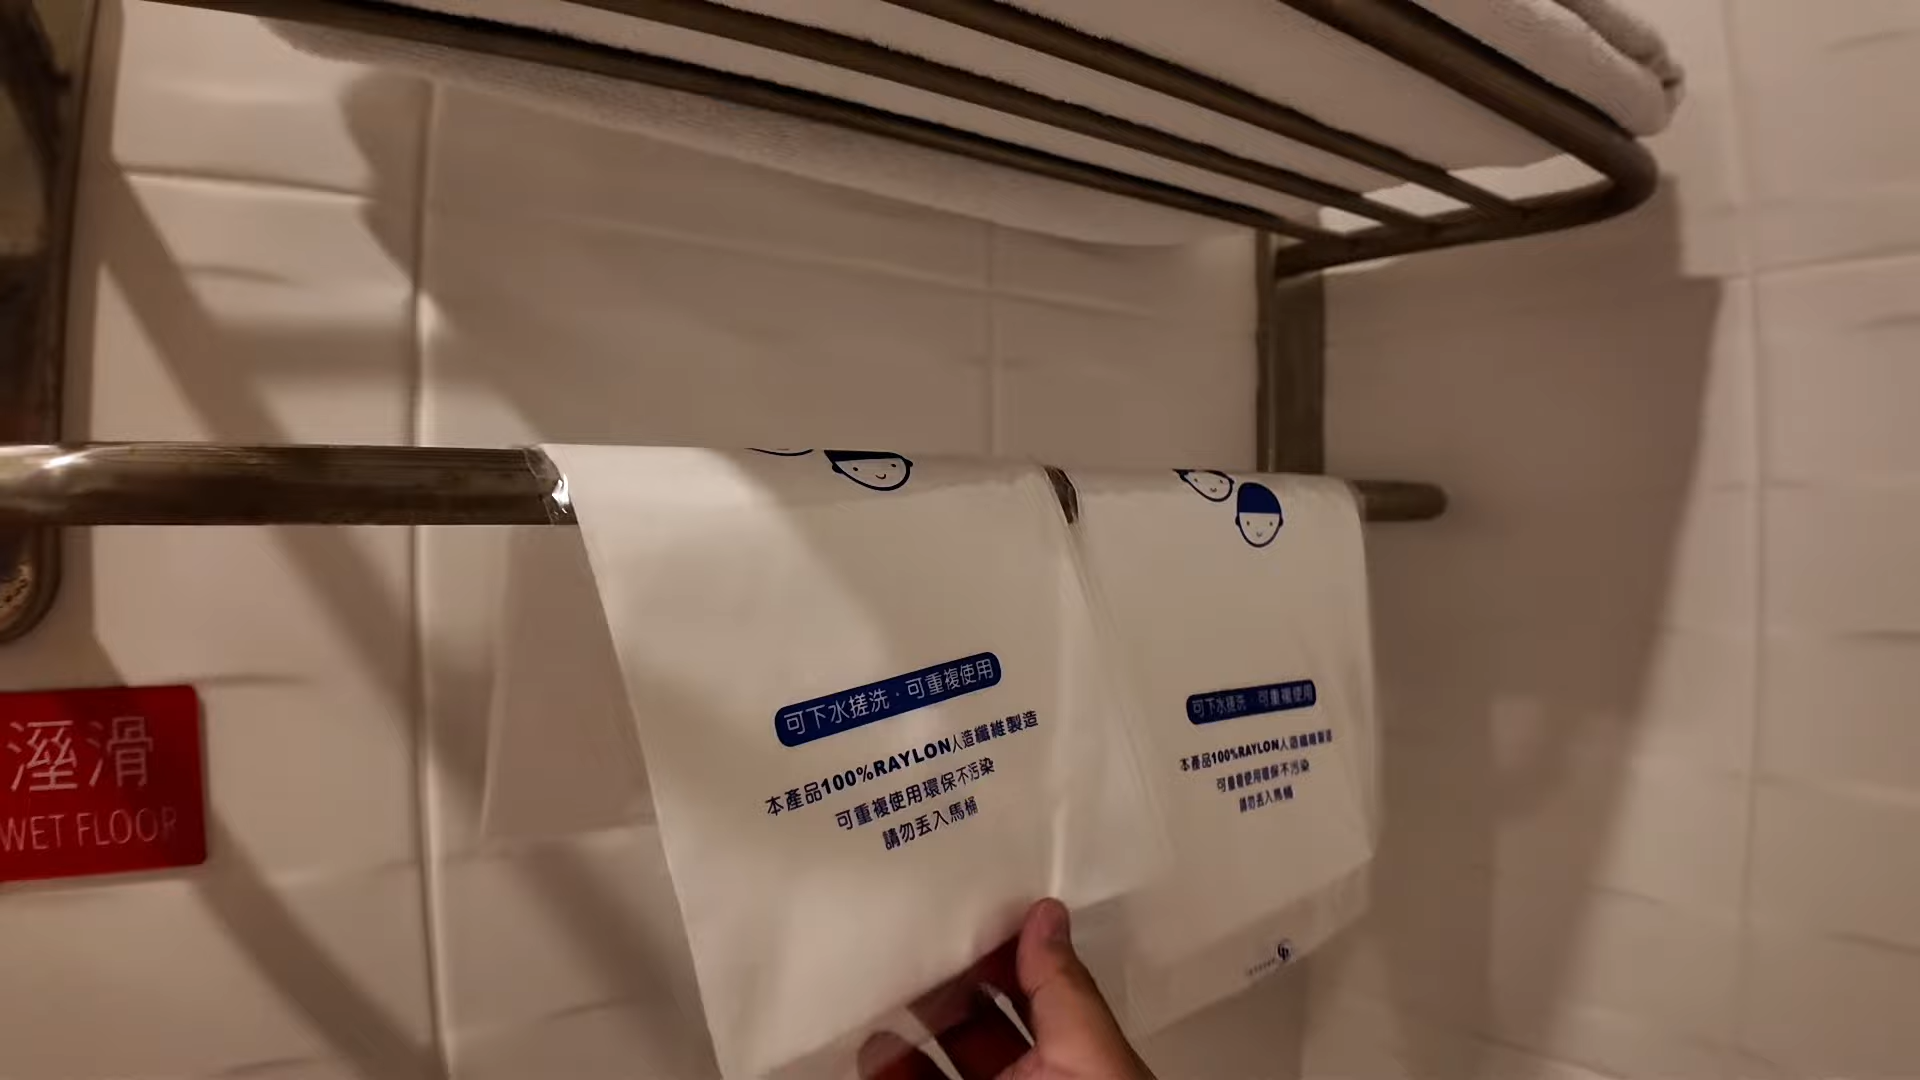 可下水搓洗·可重複使用
本產品100%RAYLON人造纖維製造
可重複使用環保不污染
請勿丟入馬桶
可下水搓洗·可重複使用
本產品100%RAYLON人造纖維製造
可重複使用環保不污染
請勿丟入馬桶
溼滑
WET FLOOR